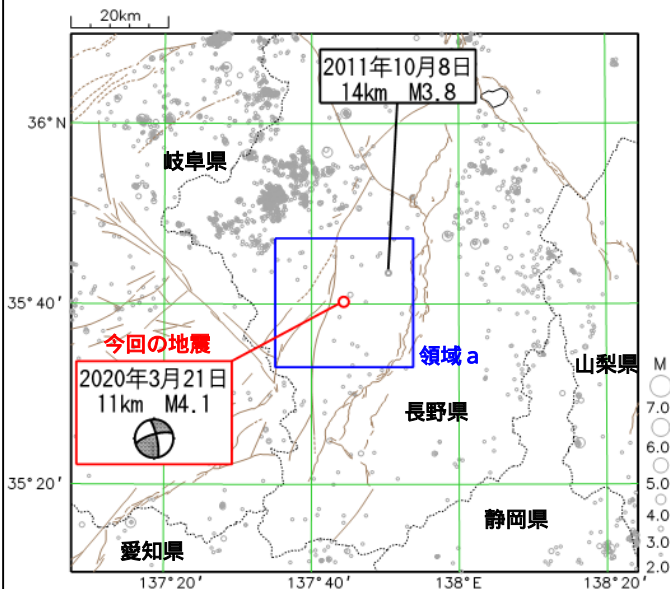 20km
2011年10月8日
14km M3.8
36°N
岐阜県
35°40′
今回の地震
領域a
2020年3月21日
11km M4.1
長野県
山梨県
M
7.0
6.0
5.0
4.0
3.0
2.0
35°20′
静岡県
愛知県
137°20′
137°40′
138°E
138°20′